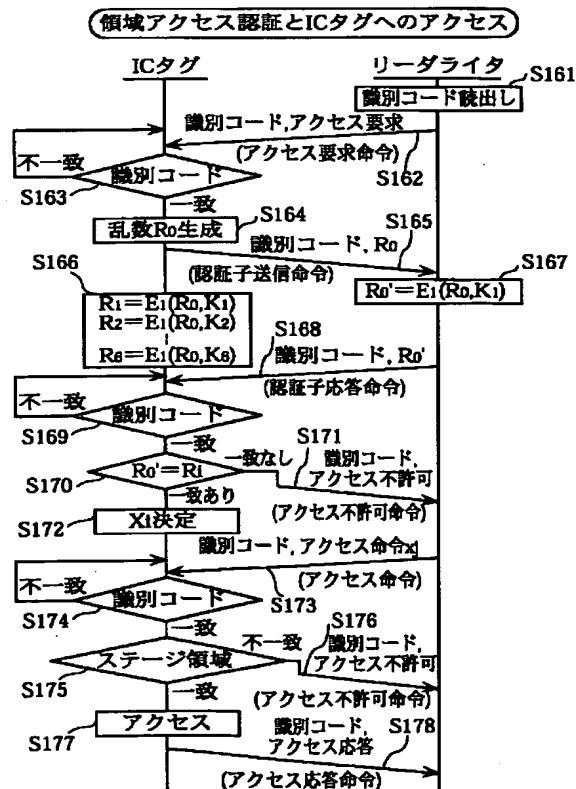 領域アクセス認証とICタグへのアクセス
ICタグ
リーダライタ
S161
識別コード読出し
識別コード,アクセス要求
(アクセス要求命令)
S162
不一致
識別コード
S163
一致
S164
乱数R0生成
S165
識別コード, R0
(認証子送信命令)
S166
S167
R0'=E1(R0,Ki)
R1=E1(R0,K1)
R2=E1(R0,K2)
R6=E1(R0,K6)
S168
識別コード, R0'
(認証子応答命令)
不一致
識別コード
S169
一致
S170
R0'=Ri
一致なし
S171
識別コード,
アクセス不許可
(アクセス不許可命令)
一致あり
S172
Xi決定
識別コード, アクセス命令x
(アクセス命令)
S173
不一致
識別コード
S174
一致
不一致
S176
識別コード,
アクセス不許可
(アクセス不許可命令)
ステージ領域
S175
一致
S177
アクセス
識別コード,
アクセス応答
S178
(アクセス応答命令)